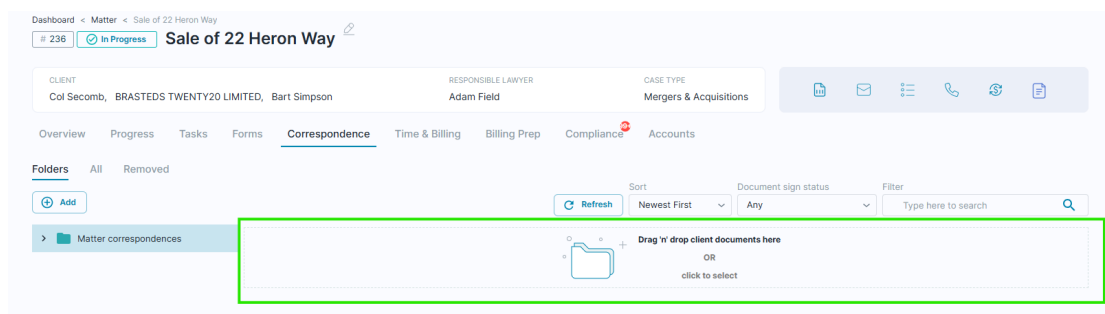 Dashboard < Matter < Sale of 22 Heron Way
# 236 In Progress Sale of 22 Heron Way
CLIENT RESPONSIBLE LAWYER CASE TYPE
Col Secomb, BRASTEDS TWENTY20 LIMITED, Bart Simpson Adam Field Mergers & Acquisitions
Overview Progress Tasks Forms Correspondence Time & Billing Billing Prep Compliance Accounts
Folders All Removed
Sort Document sign status Filter
Add Refresh Newest First Any Type here to search
Matter correspondences
Drag 'n' drop client documents here
OR
click to select